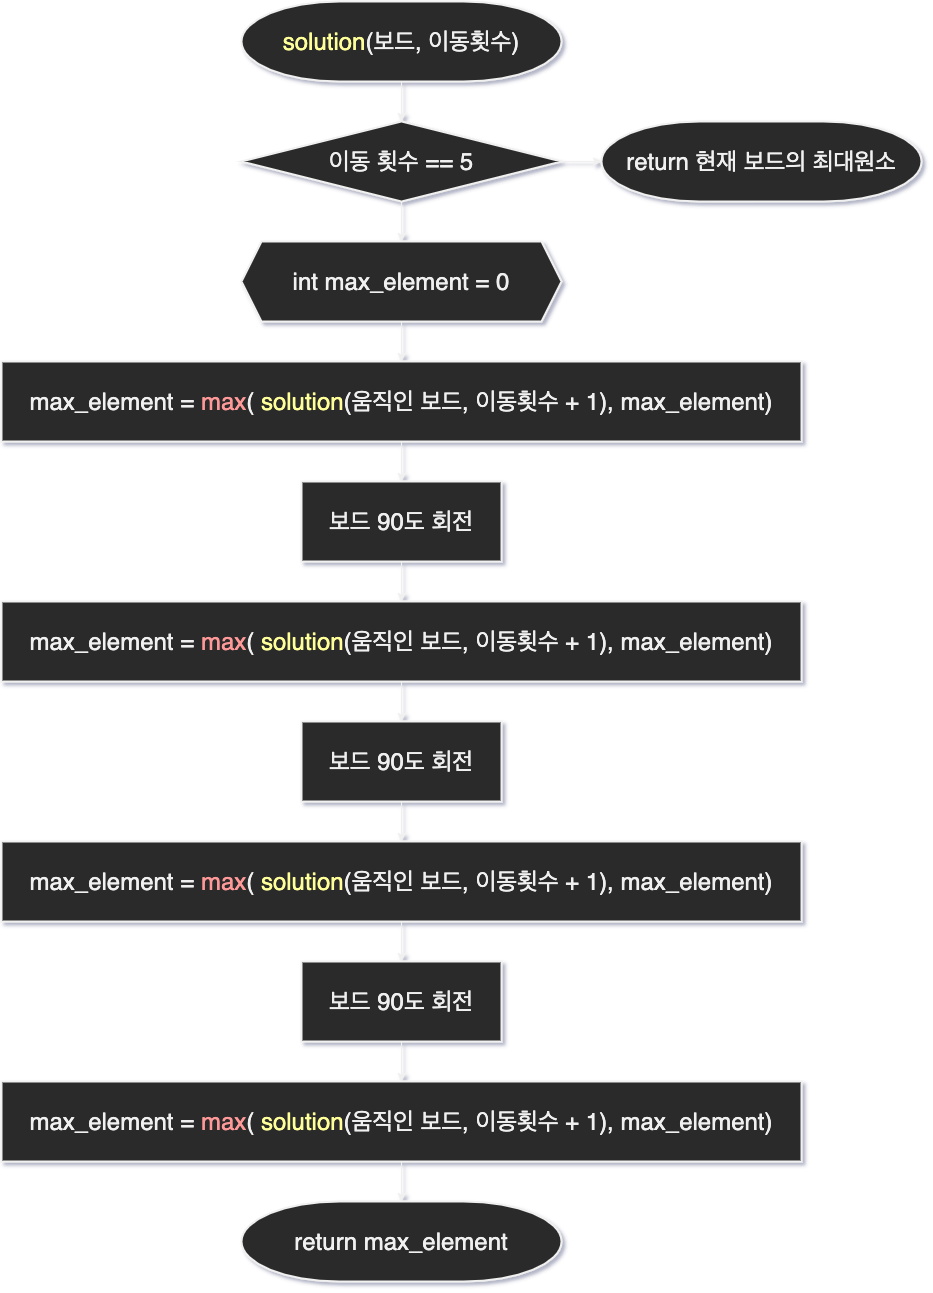 solution(보드, 이동횟수)
이동 횟수 == 5
return 현재 보드의 최대원소
int max_element = 0
max_element = max( solution(움직인 보드, 이동횟수 + 1), max_element)
보드 90도 회전
max_element = max( solution(움직인 보드, 이동횟수 + 1), max_element)
보드 90도 회전
max_element = max( solution(움직인 보드, 이동횟수 + 1), max_element)
보드 90도 회전
max_element = max( solution(움직인 보드, 이동횟수 + 1), max_element)
return max_element